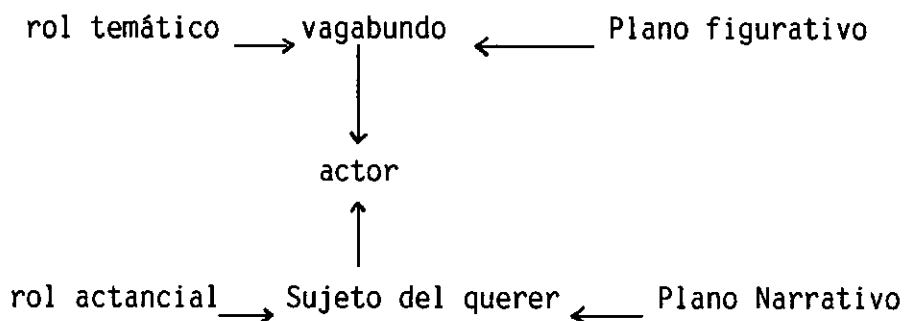 rol temático vagabundo Plano figurativo
actor
rol actancial Sujeto del querer Plano Narrativo